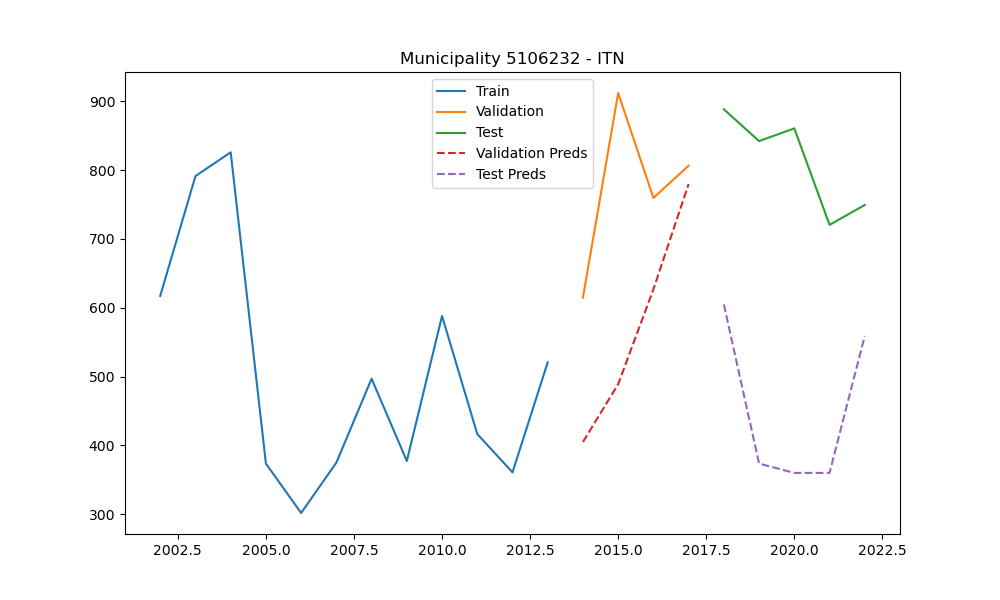 Municipality 5106232 - ITN
Train
Validation
Test
Validation Preds
Test Preds
900
800
700
600
500
400
300
2002.5 2005.0 2007.5 2010.0 2012.5 2015.0 2017.5 2020.0 2022.5